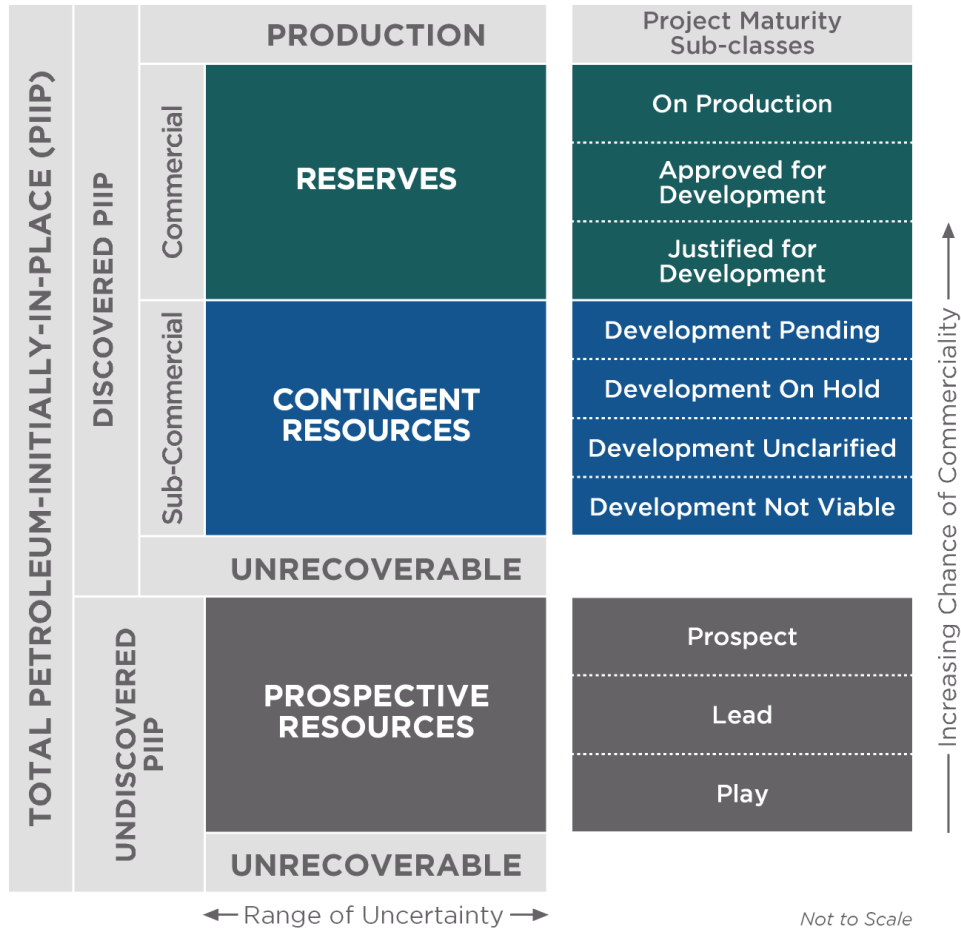 TOTAL PETROLEUM-INITIALLY-IN-PLACE (PIIP)
DISCOVERED PIIP
UNDISCOVERED
PIIP
Commercial
Sub-Commercial
PRODUCTION
RESERVES
CONTINGENT
RESOURCES
UNRECOVERABLE
PROSPECTIVE
RESOURCES
UNRECOVERABLE
Range of Uncertainty
Project Maturity
Sub-classes
On Production
Approved for
Development
Justified for
Development
Development Pending
Development On Hold
Development Unclarified
Development Not Viable
Prospect
Lead
Play
Increasing Chance of Commerciality
Not to Scale